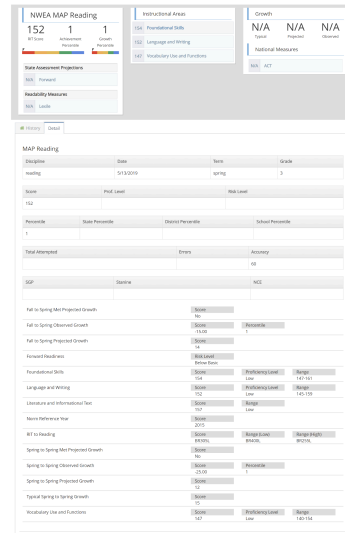 NWEA MAP Reading
152 1 1
RIT Score Achievement Percentile Growth Percentile
State Assessment Projections
N/A Forward
Readability Measures
N/A Lexile
Instructional Areas
154 Foundational Skills
152 Language and Writing
147 Vocabulary Use and Functions
Growth
N/A N/A N/A
Typical Projected Observed
National Measures
N/A ACT
History Detail
MAP Reading
Discipline Date Term Grade
reading 5/13/2019 spring 3
Score Prof. Level Risk Level
152
Percentile State Percentile District Percentile School Percentile
1
Total Attempted Errors Accuracy
60
SGP Stanine NCE
Fall to Spring Met Projected Growth Score
No
Fall to Spring Observed Growth Score Percentile
-15.00 1
Fall to Spring Projected Growth Score
14
Forward Readiness Risk Level
Below Basic
Foundational Skills Score Proficiency Level Range
154 Low 147-161
Language and Writing Score Proficiency Level Range
152 Low 145-159
Literature and Informational Text Score Range
157 Low
Norm Reference Year Score
2015
RIT to Reading Score Range (Low) Range (High)
BR305L BR400L BR255L
Spring to Spring Met Projected Growth Score
No
Spring to Spring Observed Growth Score Percentile
-25.00 1
Spring to Spring Projected Growth Score
12
Typical Spring to Spring Growth Score
15
Vocabulary Use and Functions Score Proficiency Level Range
147 Low 140-154